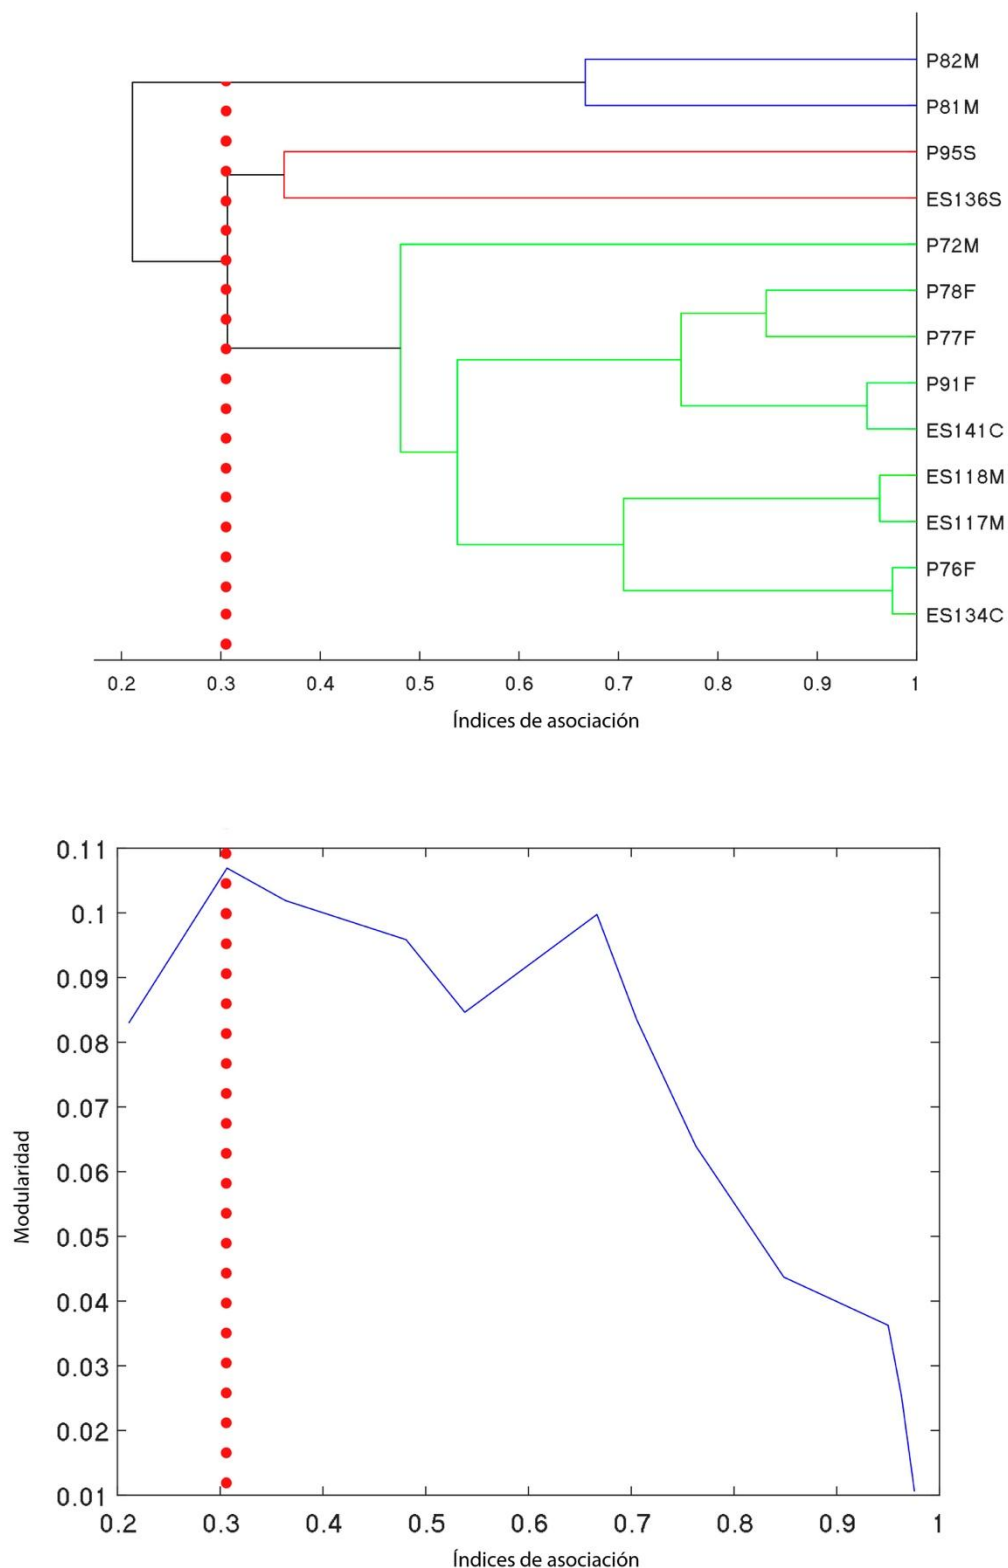 P82M
P81M
P95S
ES136S
P72M
P78F
P77F
P91F
ES141C
ES118M
ES117M
P76F
ES134C
0.2 0.3 0.4 0.5 0.6 0.7 0.8 0.9 1
Índices de asociación
0.11
0.1
0.09
0.08
0.07
0.06
0.05
0.04
0.03
0.02
0.01
Modularidad
0.2 0.3 0.4 0.5 0.6 0.7 0.8 0.9 1
Índices de asociación